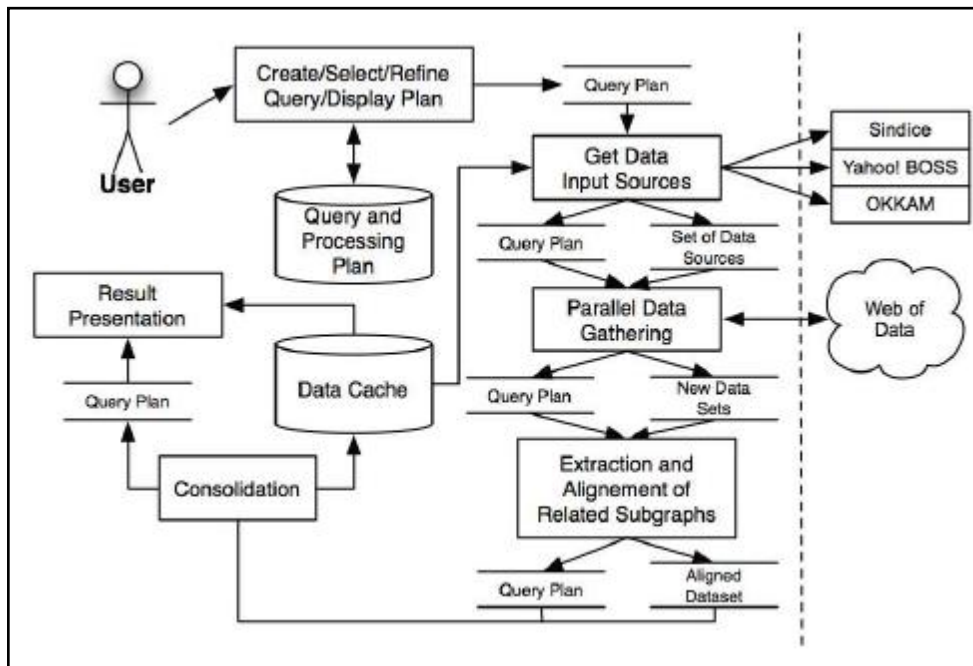 Create/Select/Refine
Query/Display Plan
Query Plan
User
Get Data
Input Sources
Sindice
Yahoo! BOSS
OKKAM
Query and
Processing
Plan
Query Plan
Set of Data
Sources
Result
Presentation
Parallel Data
Gathering
Web of
Data
Data Cache
Query Plan
New Data
Sets
Query Plan
Consolidation
Extraction and
Alignement of
Related Subgraphs
Query Plan
Aligned
Dataset